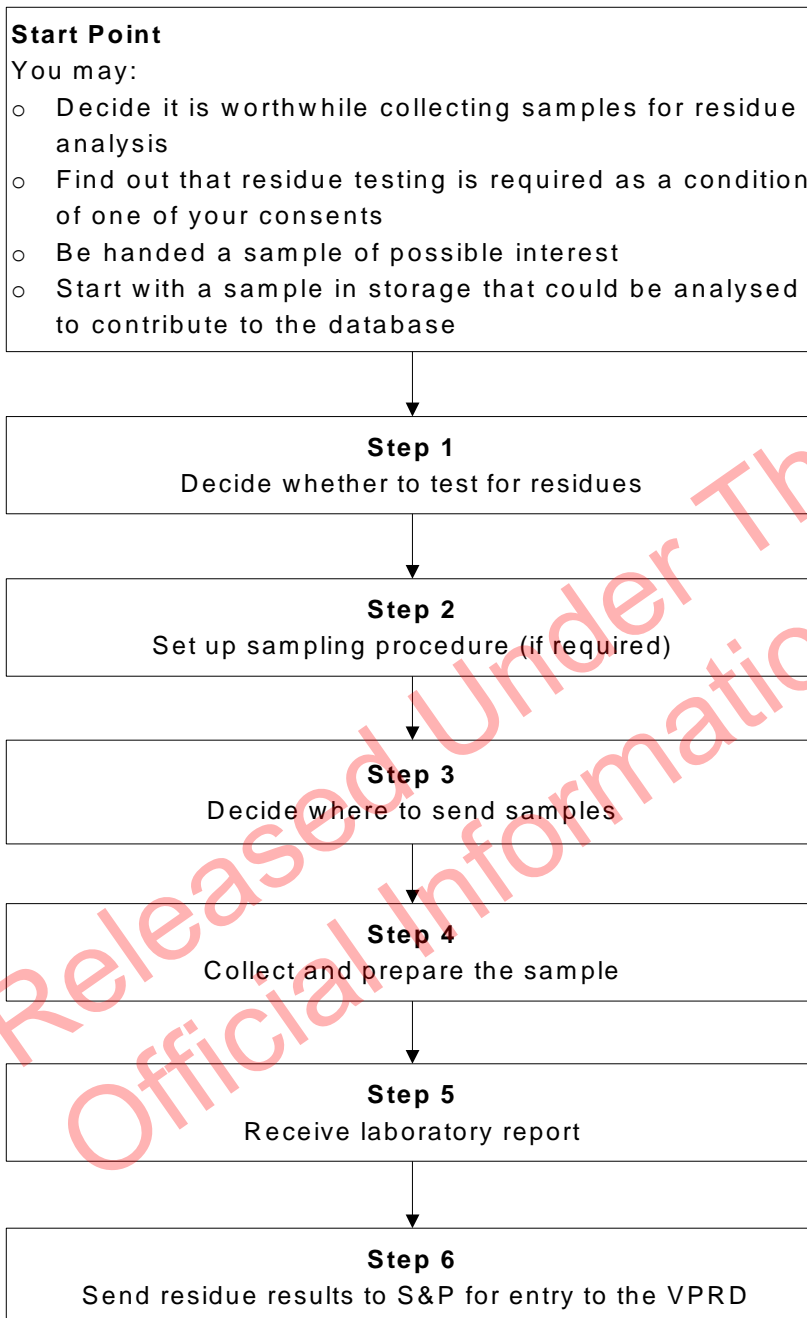 Start Point
You may:
o Decide it is worthwhile collecting samples for residue
analysis
o Find out that residue testing is required as a condition
of one of your consents
o Be handed a sample of possible interest
o Start with a sample in storage that could be analysed
to contribute to the database
Step 1
Decide whether to test for residues
Step 2
Set up sampling procedure (if required)
Step 3
Decide where to send samples
Step 4
Collect and prepare the sample
Step 5
Receive laboratory report
Step 6
Send residue results to S&P for entry to the VPRD
Released Under
Official